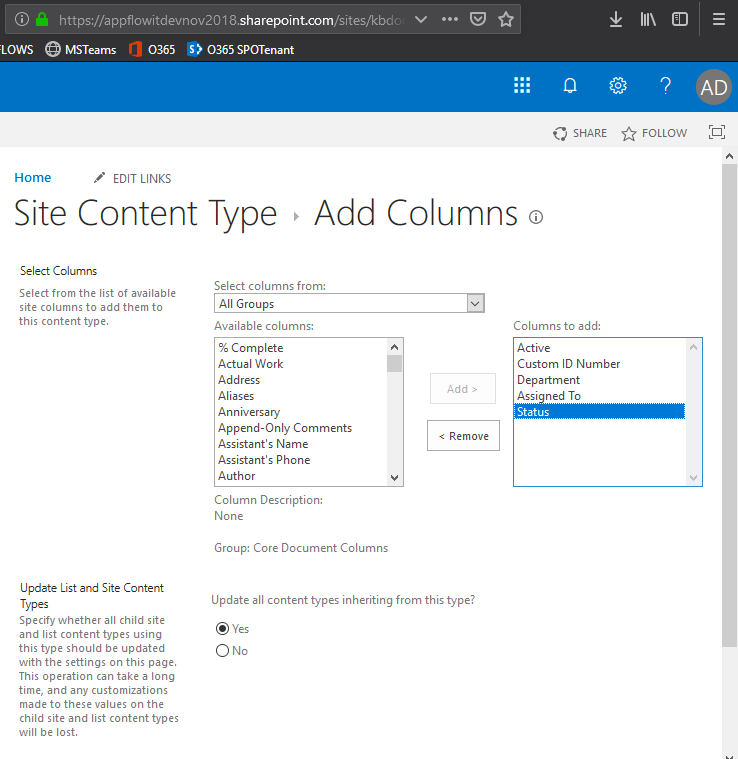 https://appflowitdevnov2018.sharepoint.com/sites/kbdo
FLOWS MSTeams O365 O365 SPOTenant
AD
SHARE FOLLOW
Home EDIT LINKS
Site Content Type Add Columns
Select Columns
Select from the list of available
site columns to add them to
this content type.
Select columns from:
All Groups
Available columns:
% Complete
Actual Work
Address
Aliases
Anniversary
Append-Only Comments
Assistant's Name
Assistant's Phone
Author
Add >
< Remove
Columns to add:
Active
Custom ID Number
Department
Assigned To
Status
Column Description:
None
Group: Core Document Columns
Update List and Site Content
Types
Specify whether all child site
and list content types using
this type should be updated
with the settings on this page.
This operation can take a long
time, and any customizations
made to these values on the
child site and list content types
will be lost.
Update all content types inheriting from this type?
Yes
No